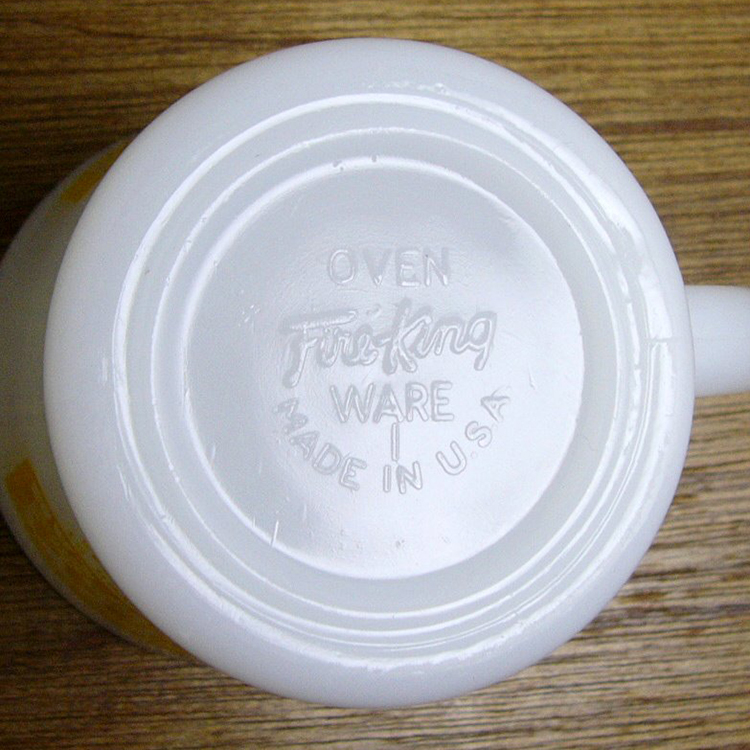 OVEN
Fire-King
WARE
1
MADE IN U.S.A